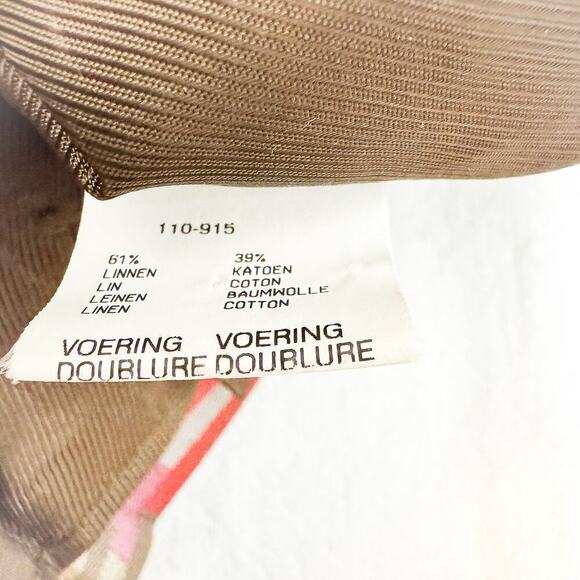 110-915
61% 39%
LINNEN KATOEN
LIN COTON
LEINEN BAUMWOLLE
LINEN COTTON
VOERING VOERING
DOUBLURE DOUBLURE